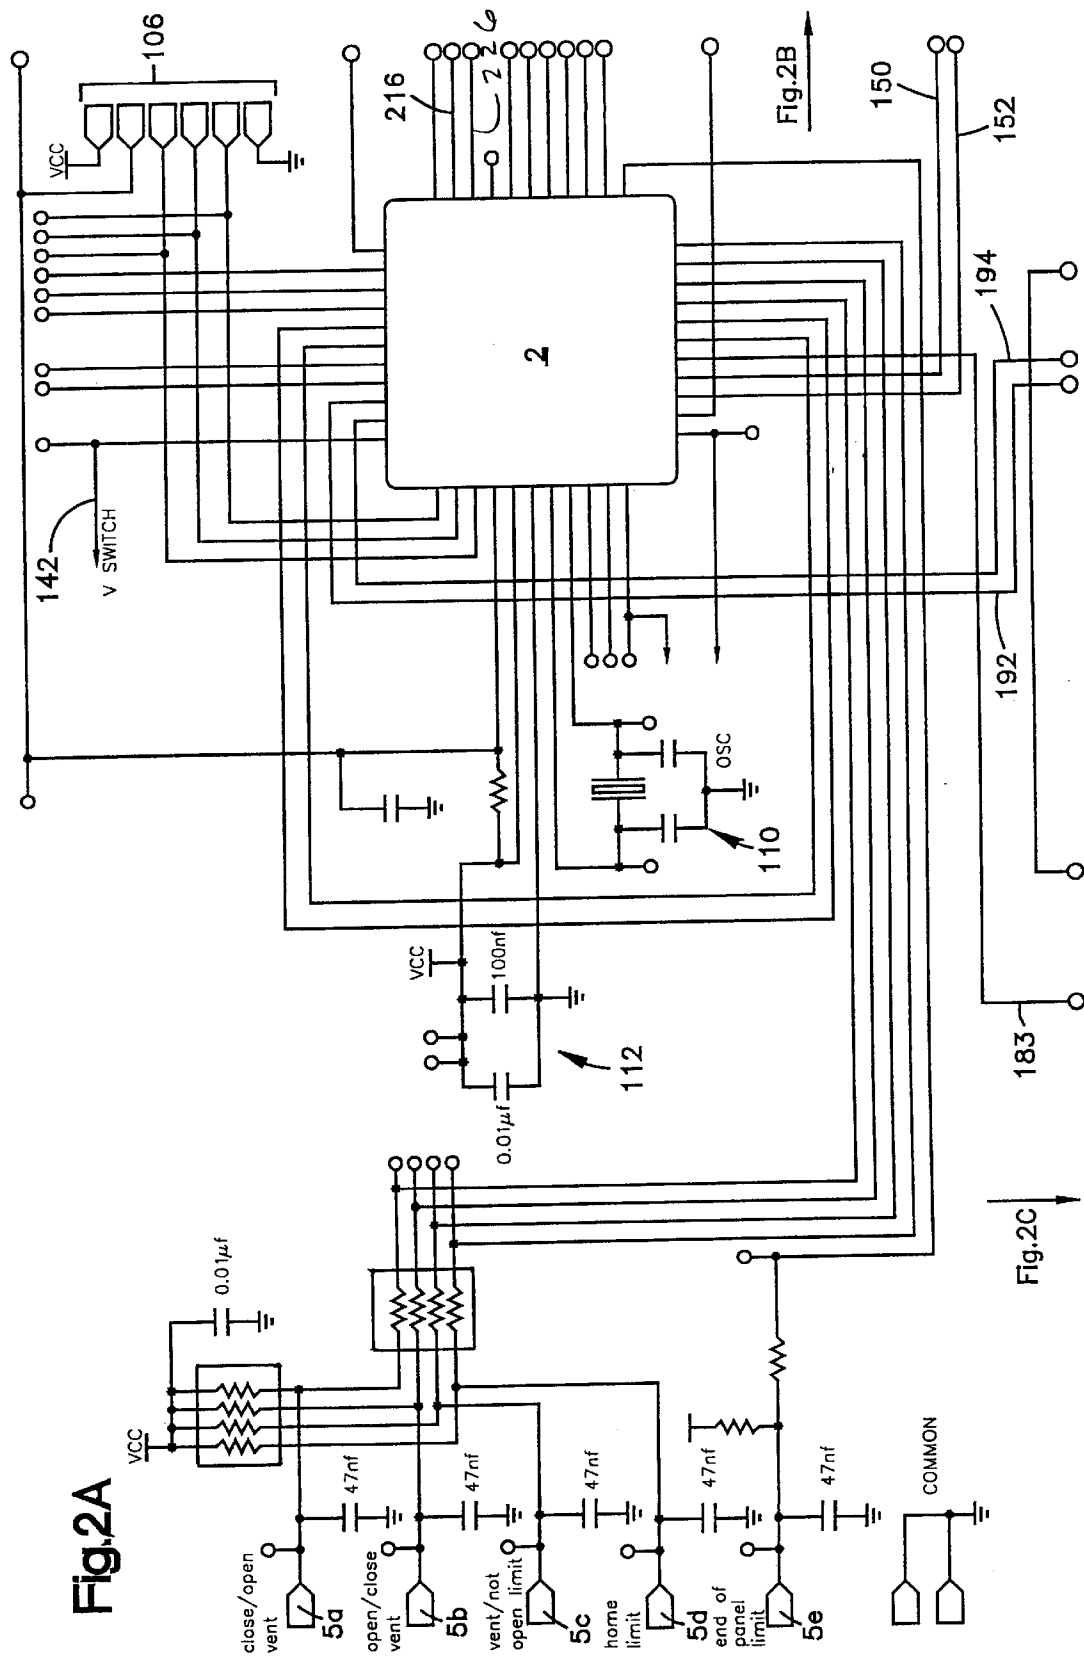 Fig.2A
VCC
0.01µf
close/open
vent
5a
47nf
open/close
vent
5b
47nf
vent/not
open limit
5c
47nf
home
limit
5d
47nf
end of
panel
limit
5e
47nf
COMMON
Fig.2C
VCC
100nf
0.01µf
112
110
OSC
142
V SWITCH
VCC
106
2
216
226
Fig.2B
150
152
194
192
183